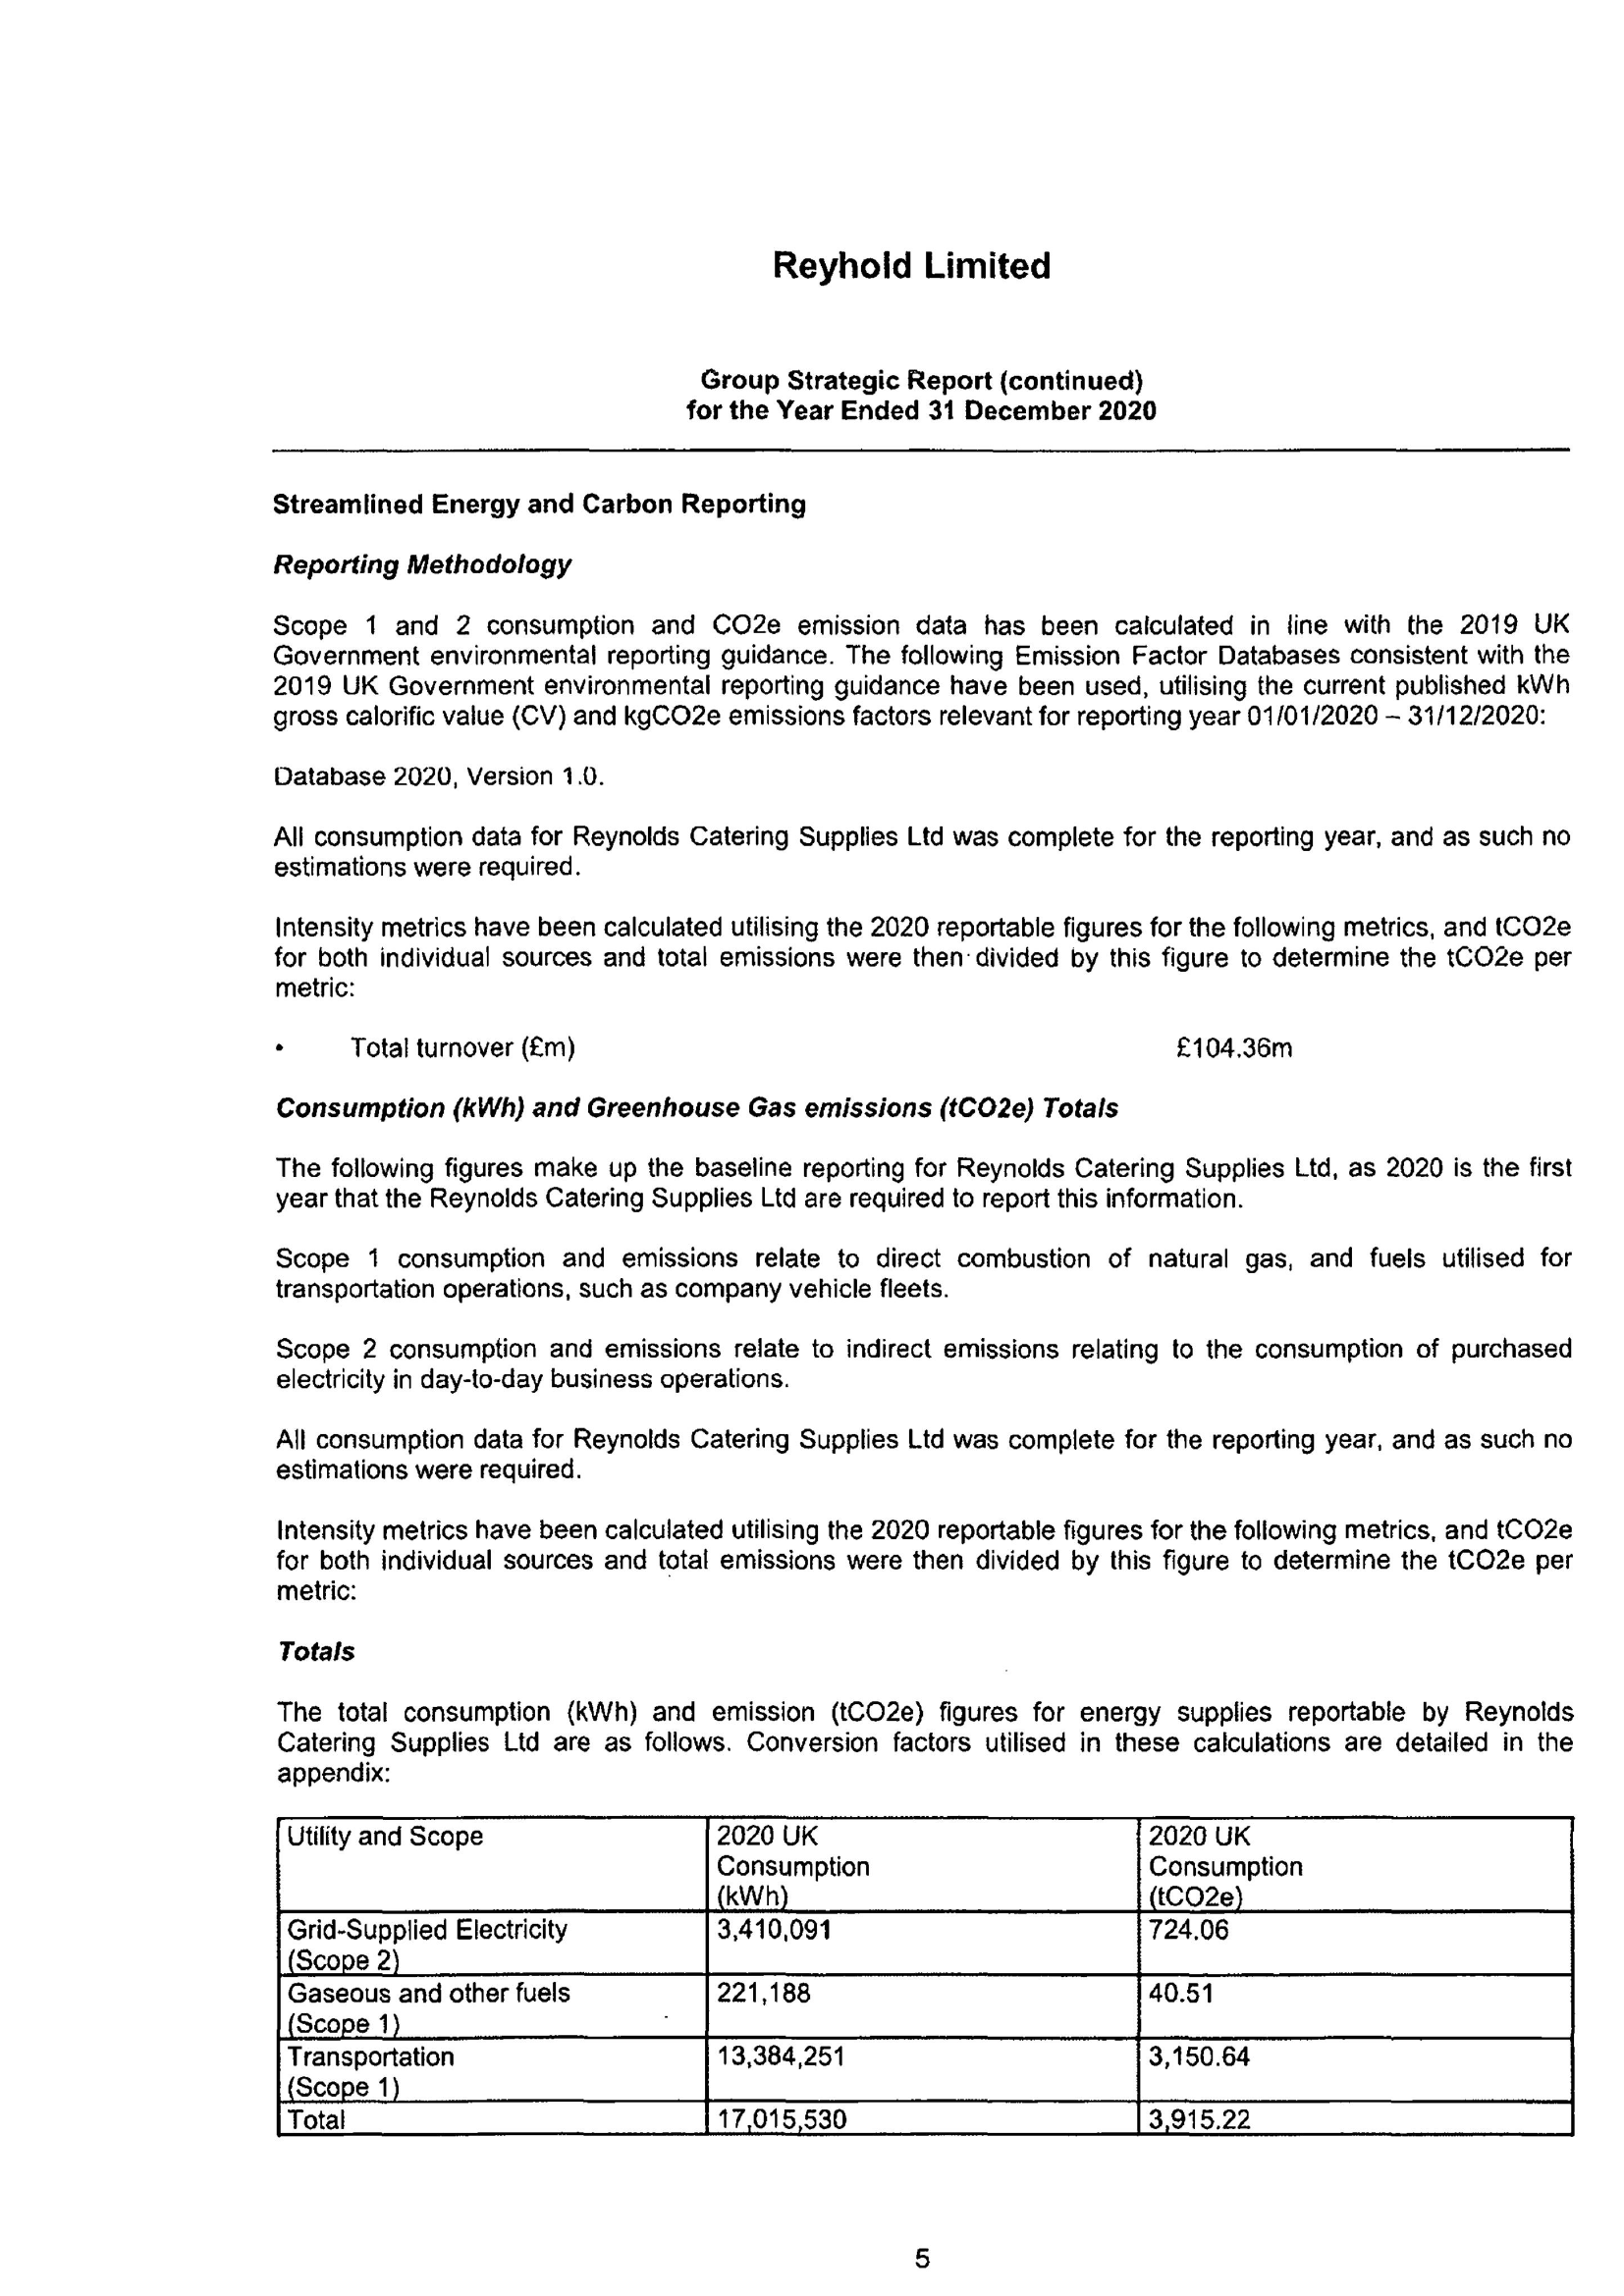 Reyhold Limited
Group Strategic Report (continued)
for the Year Ended 31 December 2020
Streamlined Energy and Carbon Reporting
Reporting Methodology
Scope 1 and 2 consumption and CO2e emission data has been calculated in line with the 2019 UK
Government environmental reporting guidance. The following Emission Factor Databases consistent with the
2019 UK Government environmental reporting guidance have been used, utilising the current published kWh
gross calorific value (CV) and kgCO2e emissions factors relevant for reporting year 01/01/2020 – 31/12/2020:
Database 2020, Version 1.0.
All consumption data for Reynolds Catering Supplies Ltd was complete for the reporting year, and as such no
estimations were required.
Intensity metrics have been calculated utilising the 2020 reportable figures for the following metrics, and tCO2e
for both individual sources and total emissions were then divided by this figure to determine the tCO2e per
metric:
• Total turnover (£m) £104.36m
Consumption (kWh) and Greenhouse Gas emissions (tCO2e) Totals
The following figures make up the baseline reporting for Reynolds Catering Supplies Ltd, as 2020 is the first
year that the Reynolds Catering Supplies Ltd are required to report this information.
Scope 1 consumption and emissions relate to direct combustion of natural gas, and fuels utilised for
transportation operations, such as company vehicle fleets.
Scope 2 consumption and emissions relate to indirect emissions relating to the consumption of purchased
electricity in day-to-day business operations.
All consumption data for Reynolds Catering Supplies Ltd was complete for the reporting year, and as such no
estimations were required.
Intensity metrics have been calculated utilising the 2020 reportable figures for the following metrics, and tCO2e
for both individual sources and total emissions were then divided by this figure to determine the tCO2e per
metric:
Totals
The total consumption (kWh) and emission (tCO2e) figures for energy supplies reportable by Reynolds
Catering Supplies Ltd are as follows. Conversion factors utilised in these calculations are detailed in the
appendix:
Utility and Scope 2020 UK 2020 UK
Consumption Consumption
(kWh) (tCO2e)
Grid-Supplied Electricity 3,410,091 724.06
(Scope 2)
Gaseous and other fuels 221,188 40.51
(Scope 1)
Transportation 13,384,251 3,150.64
(Scope 1)
Total 17,015,530 3,915.22
5